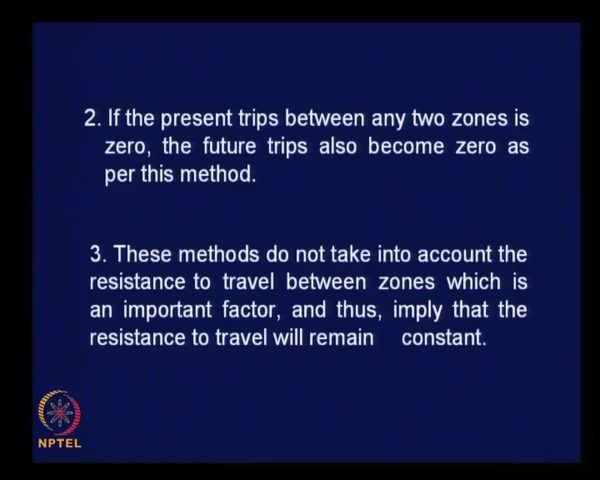 2. If the present trips between any two zones is
zero, the future trips also become zero as
per this method.
3. These methods do not take into account the
resistance to travel between zones which is
an important factor, and thus, imply that the
resistance to travel will remain constant.
NPTEL